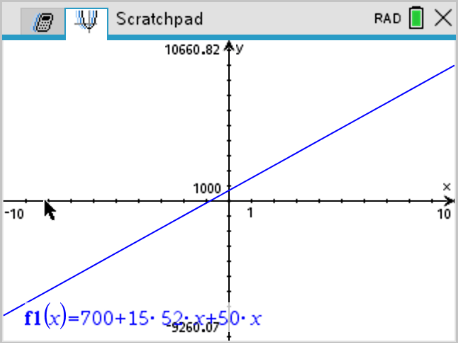 Scratchpad RAD
10660.82 y
1000 x
-10 1 10
f1(x)=700+15· 52· x+50· x
-9260.07